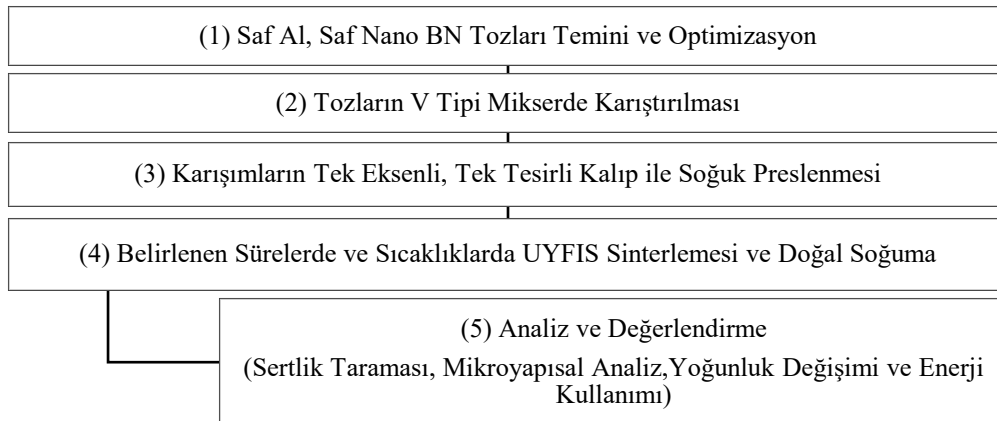 (1) Saf Al, Saf Nano BN Tozları Temini ve Optimizasyon
(2) Tozların V Tipi Mikserde Karıştırılması
(3) Karışımların Tek Eksenli, Tek Tesirli Kalıp ile Soğuk Preslenmesi
(4) Belirlenen Sürelerde ve Sıcaklıklarda UYFIS Sinterlemesi ve Doğal Soğuma
(5) Analiz ve Değerlendirme
(Sertlik Taraması, Mikroyapısal Analiz,Yoğunluk Değişimi ve Enerji
Kullanımı)